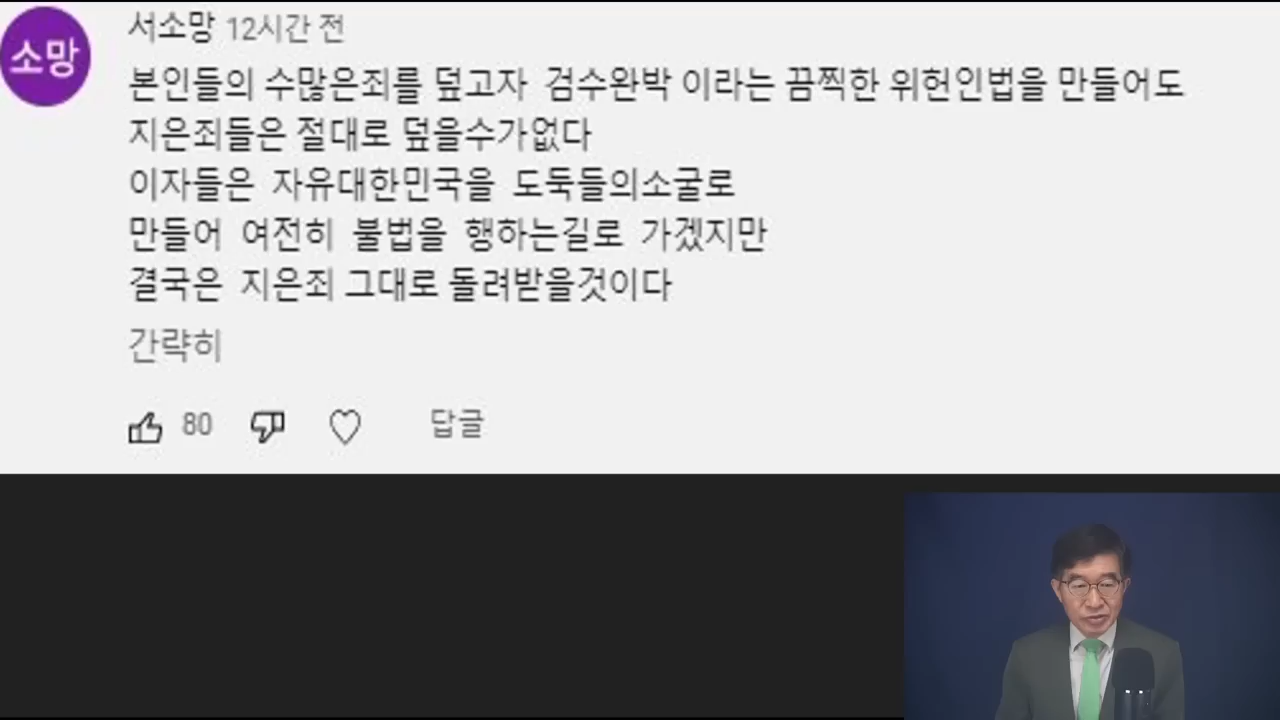 소망
서소망 12시간 전
본인들의 수많은죄를 덮고자 검수완박 이라는 끔찍한 위헌인법을 만들어도
지은죄들은 절대로 덮을수가없다
이자들은 자유대한민국을 도둑들의소굴로
만들어 여전히 불법을 행하는길로 가겠지만
결국은 지은죄 그대로 돌려받을것이다
간략히
80 답글